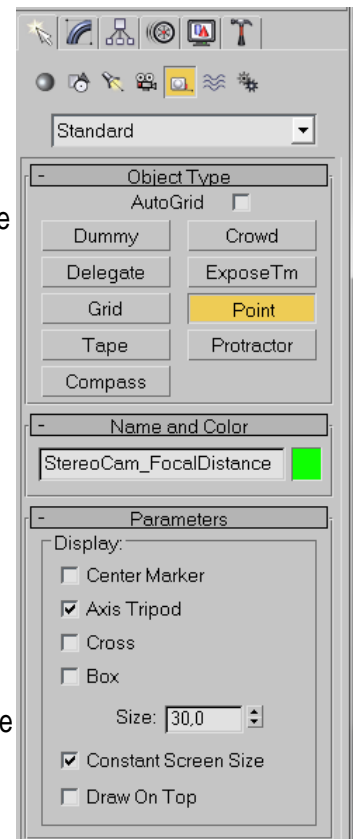 Standard
- Object Type
AutoGrid
e
Dummy Crowd
Delegate ExposeTm
Grid Point
Tape Protractor
Compass
- Name and Color
StereoCam_FocalDistance
- Parameters
Display:
Center Marker
Axis Tripod
Cross
Box
e
Size: 30,0
Constant Screen Size
Draw On Top